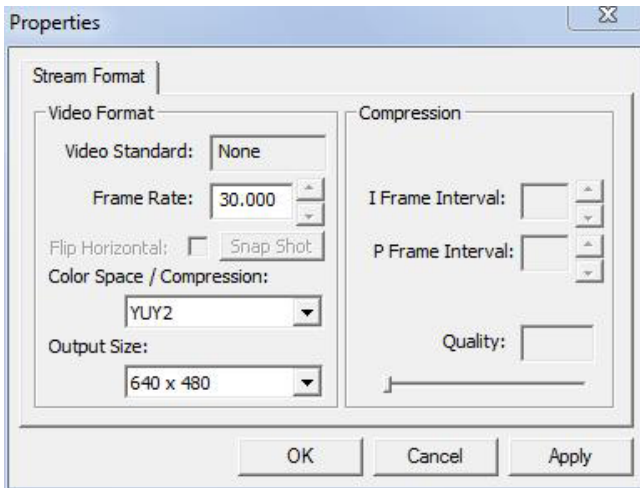 Properties
Stream Format
Video Format
Video Standard: None
Frame Rate: 30.000
Flip Horizontal: Snap Shot
Color Space / Compression:
YUY2
Output Size:
640 x 480
Compression
I Frame Interval:
P Frame Interval:
Quality:
OK Cancel Apply